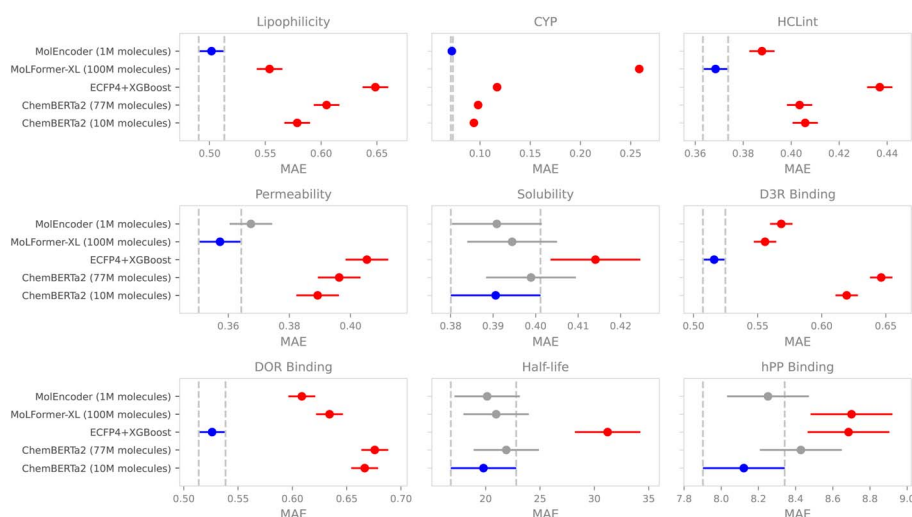 Lipophilicity
CYP
HCLint
MolEncoder (1M molecules)
MoLFormer-XL (100M molecules)
ECFP4+XGBoost
ChemBERTa2 (77M molecules)
ChemBERTa2 (10M molecules)
0.50 0.55 0.60 0.65
0.10 0.15 0.20 0.25
0.36 0.38 0.40 0.42 0.44
MAE
MAE
MAE
Permeability
Solubility
D3R Binding
MolEncoder (1M molecules)
MoLFormer-XL (100M molecules)
ECFP4+XGBoost
ChemBERTa2 (77M molecules)
ChemBERTa2 (10M molecules)
0.36 0.38 0.40
0.38 0.39 0.40 0.41 0.42
0.50 0.55 0.60 0.65
MAE
MAE
MAE
DOR Binding
Half-life
hPP Binding
MolEncoder (1M molecules)
MoLFormer-XL (100M molecules)
ECFP4+XGBoost
ChemBERTa2 (77M molecules)
ChemBERTa2 (10M molecules)
0.50 0.55 0.60 0.65 0.70
20 25 30 35
7.8 8.0 8.2 8.4 8.6 8.8 9.0
MAE
MAE
MAE